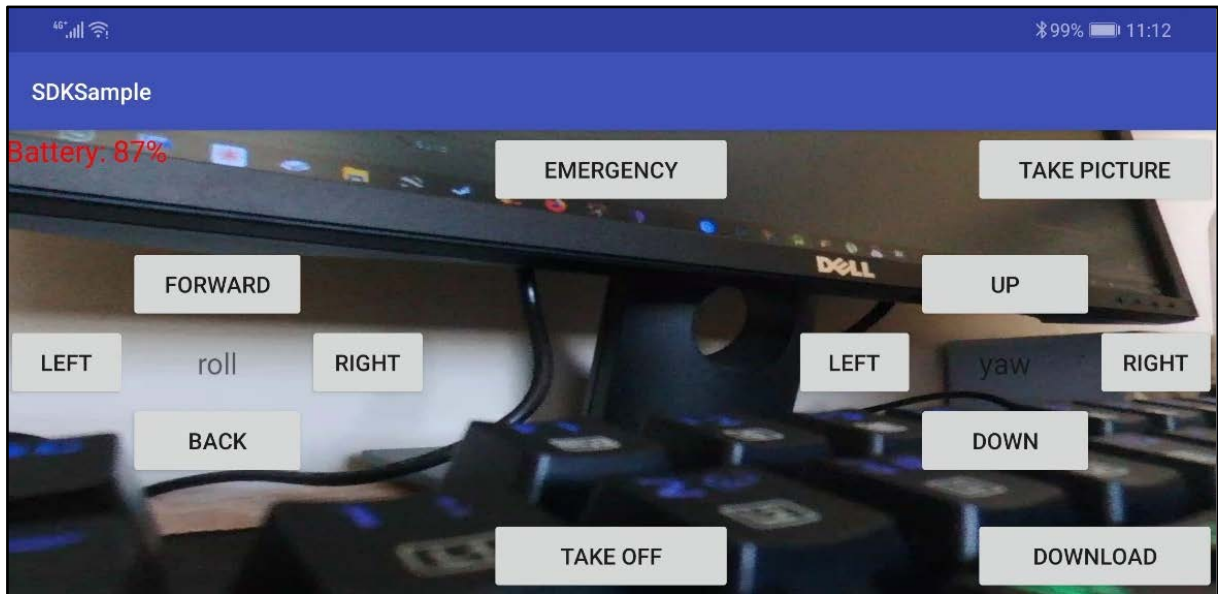 4G+ 99% 11:12
SDKSample
Battery: 87% EMERGENCY TAKE PICTURE
DELL
FORWARD UP
LEFT roll RIGHT LEFT yaw RIGHT
BACK DOWN
TAKE OFF DOWNLOAD